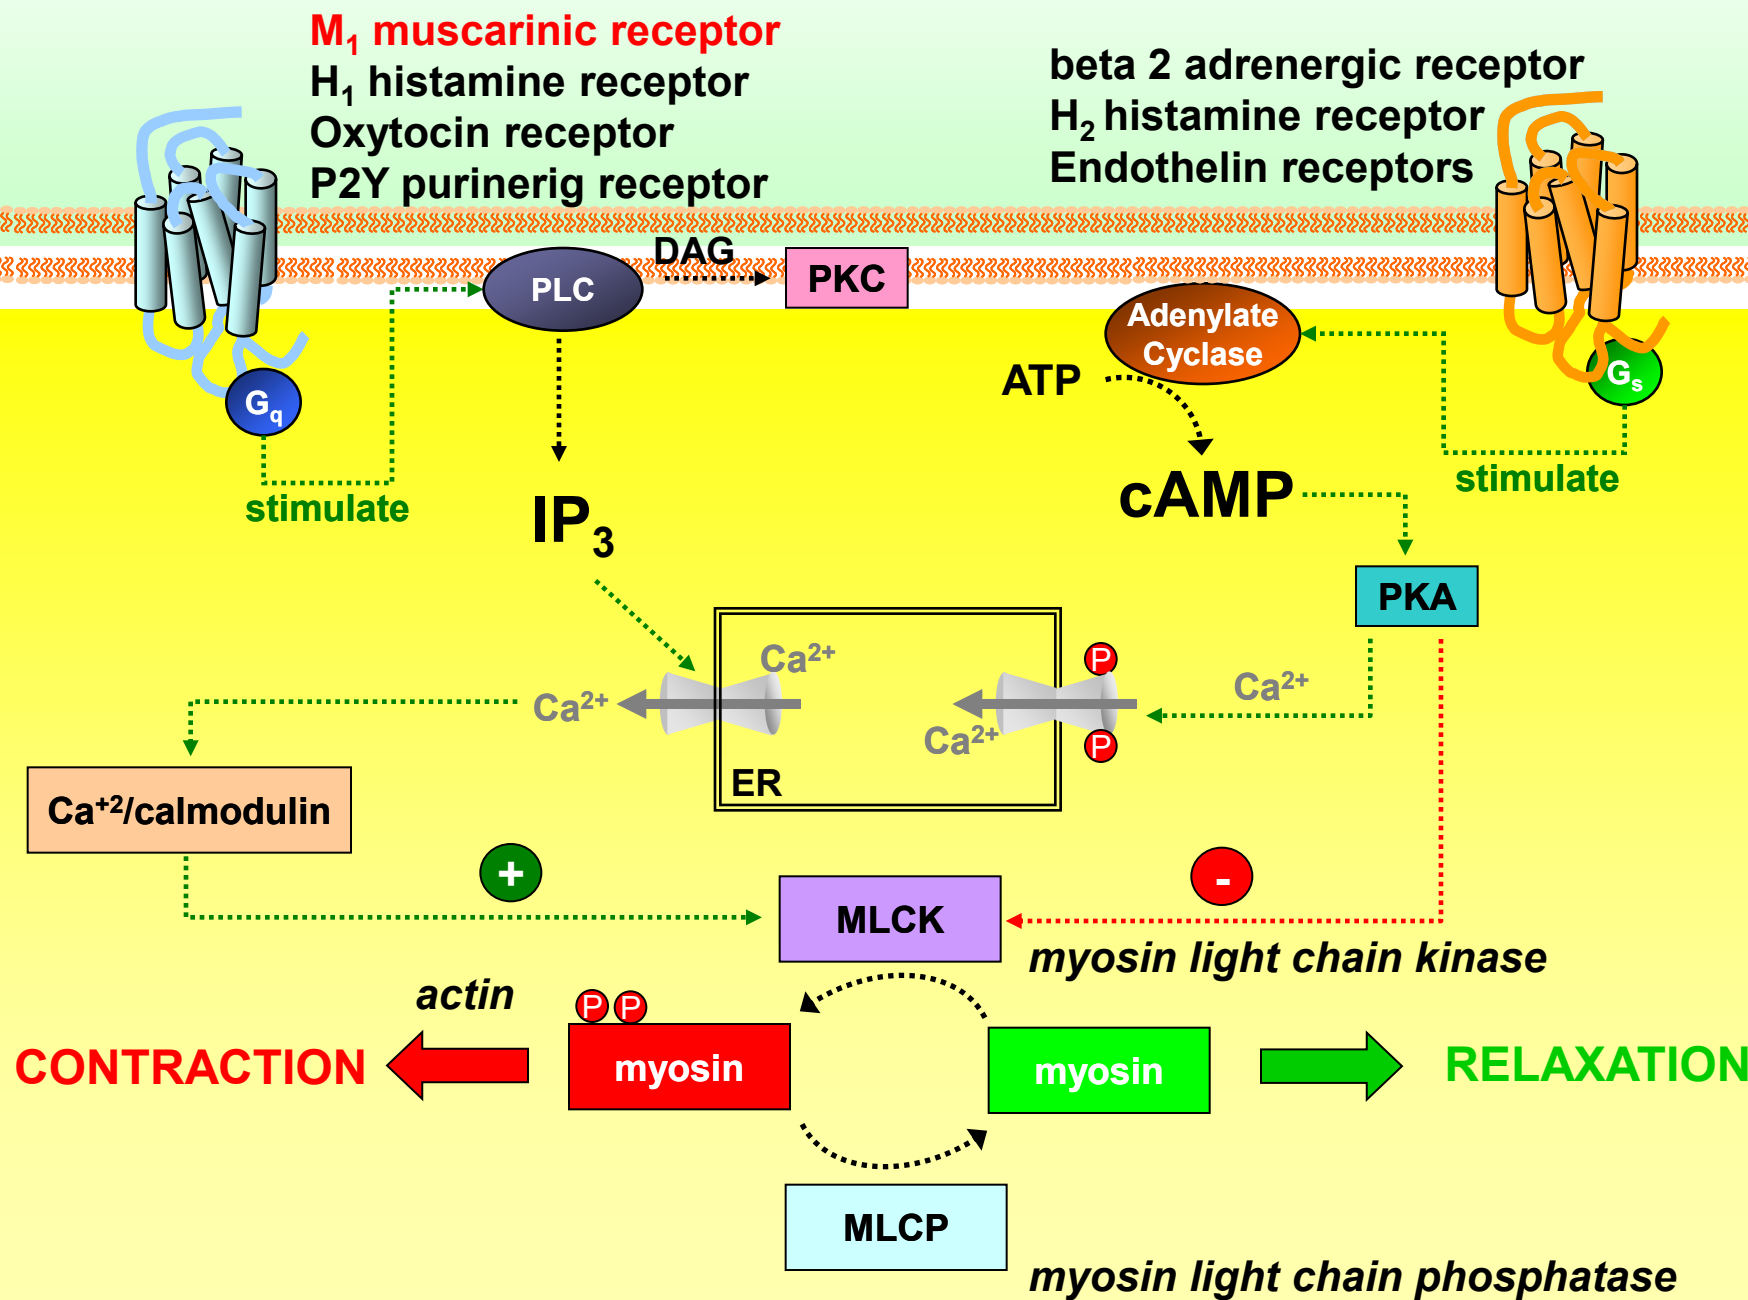 M₁ muscarinic receptor
H₁ histamine receptor
Oxytocin receptor
P2Y purinerig receptor
beta 2 adrenergic receptor
H₂ histamine receptor
Endothelin receptors
DAG
PLC
PKC
Adenylate
Cyclase
ATP
Gq
Gs
stimulate
stimulate
IP₃
cAMP
PKA
Ca²⁺
Ca²⁺
P
Ca²⁺
Ca²⁺
P
ER
Ca⁺²/calmodulin
+
-
MLCK
myosin light chain kinase
actin
P P
CONTRACTION
myosin
myosin
RELAXATION
MLCP
myosin light chain phosphatase